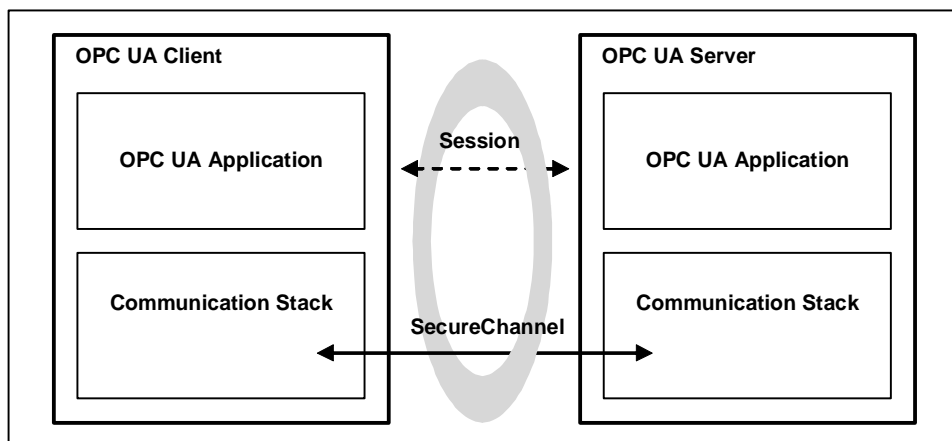 OPC UA Client
OPC UA Server
OPC UA Application
Session
OPC UA Application
Communication Stack
Communication Stack
SecureChannel